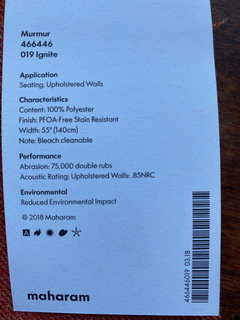 Murmur
466446
019 Ignite
Application
Seating, Upholstered Walls
Characteristics
Content: 100% Polyester
Finish: PFOA-Free Stain Resistant
Width: 55" (140cm)
Note: Bleach cleanable
Performance
Abrasion: 75,000 double rubs
Acoustic Rating: Upholstered Walls: .85NRC
Environmental
Reduced Environmental Impact
© 2018 Maharam
A
maharam
466446019 03.18